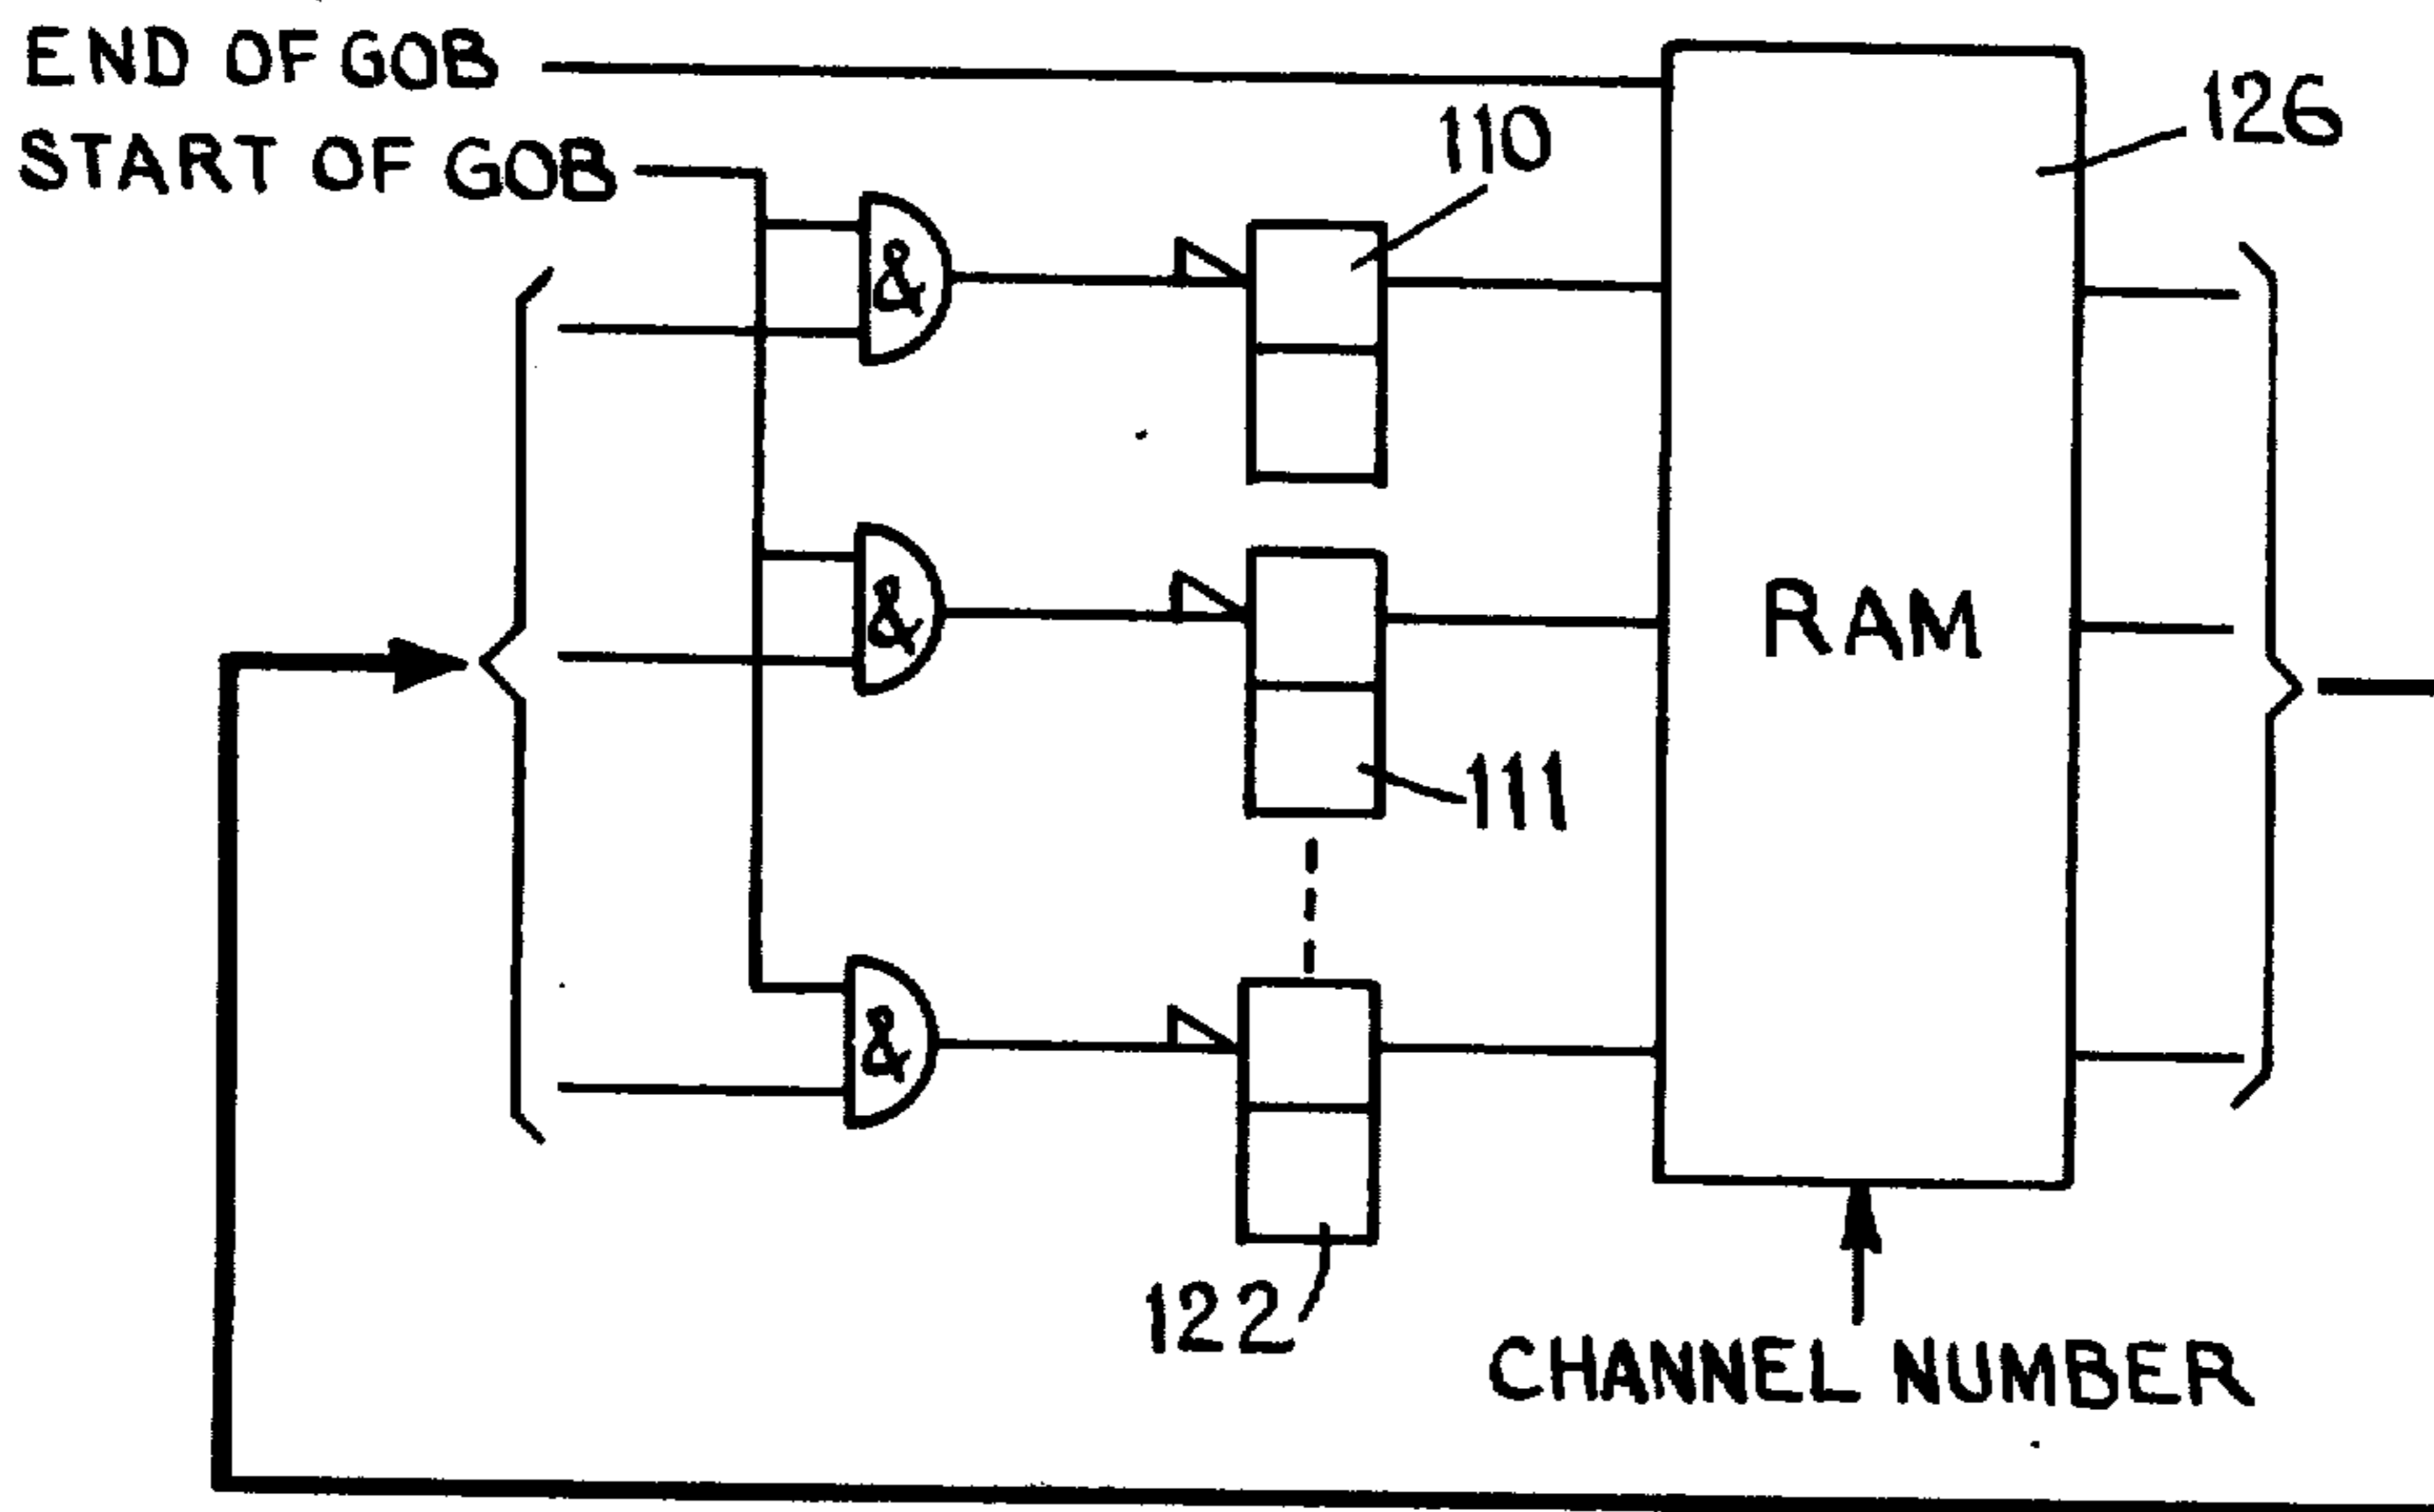 END OF GOB
START OF GOB
126
110
&
&
RAM
111
&
122
CHANNEL NUMBER